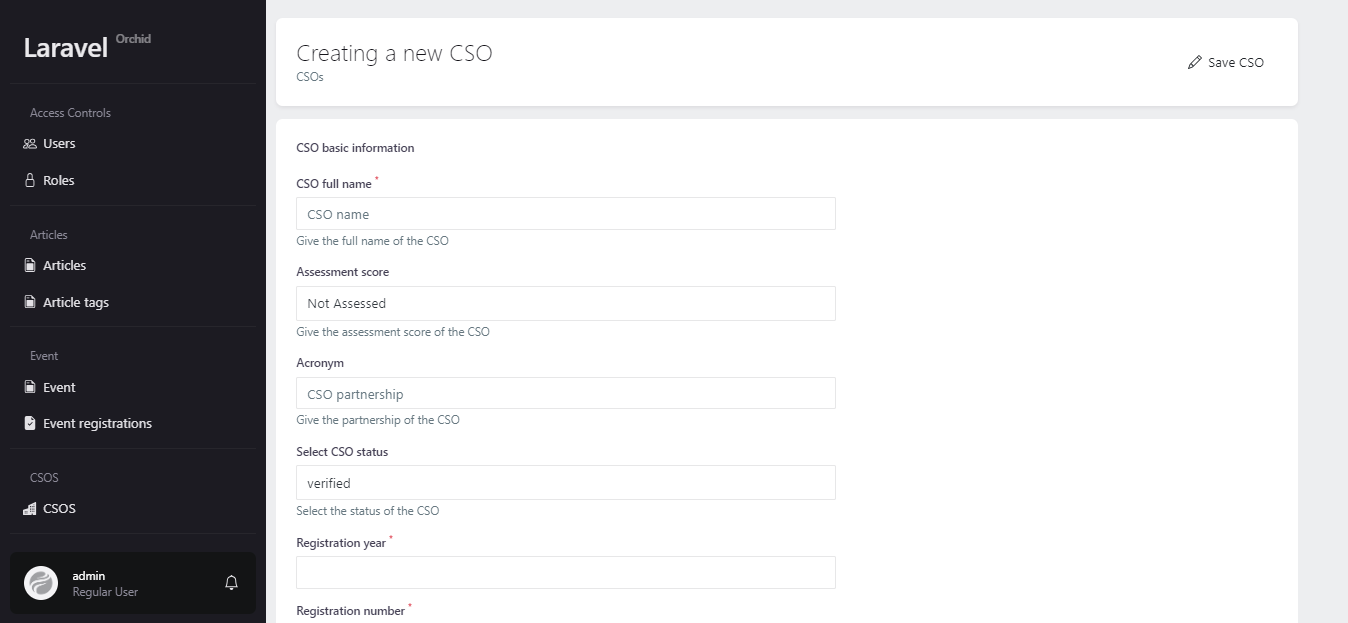 Laravel Orchid
Access Controls
Users
Roles
Articles
Articles
Article tags
Event
Event
Event registrations
CSOS
CSOS
admin
Regular User
Creating a new CSO
CSOs
Save CSO
CSO basic information
CSO full name *
CSO name
Give the full name of the CSO
Assessment score
Not Assessed
Give the assessment score of the CSO
Acronym
CSO partnership
Give the partnership of the CSO
Select CSO status
verified
Select the status of the CSO
Registration year *
Registration number *